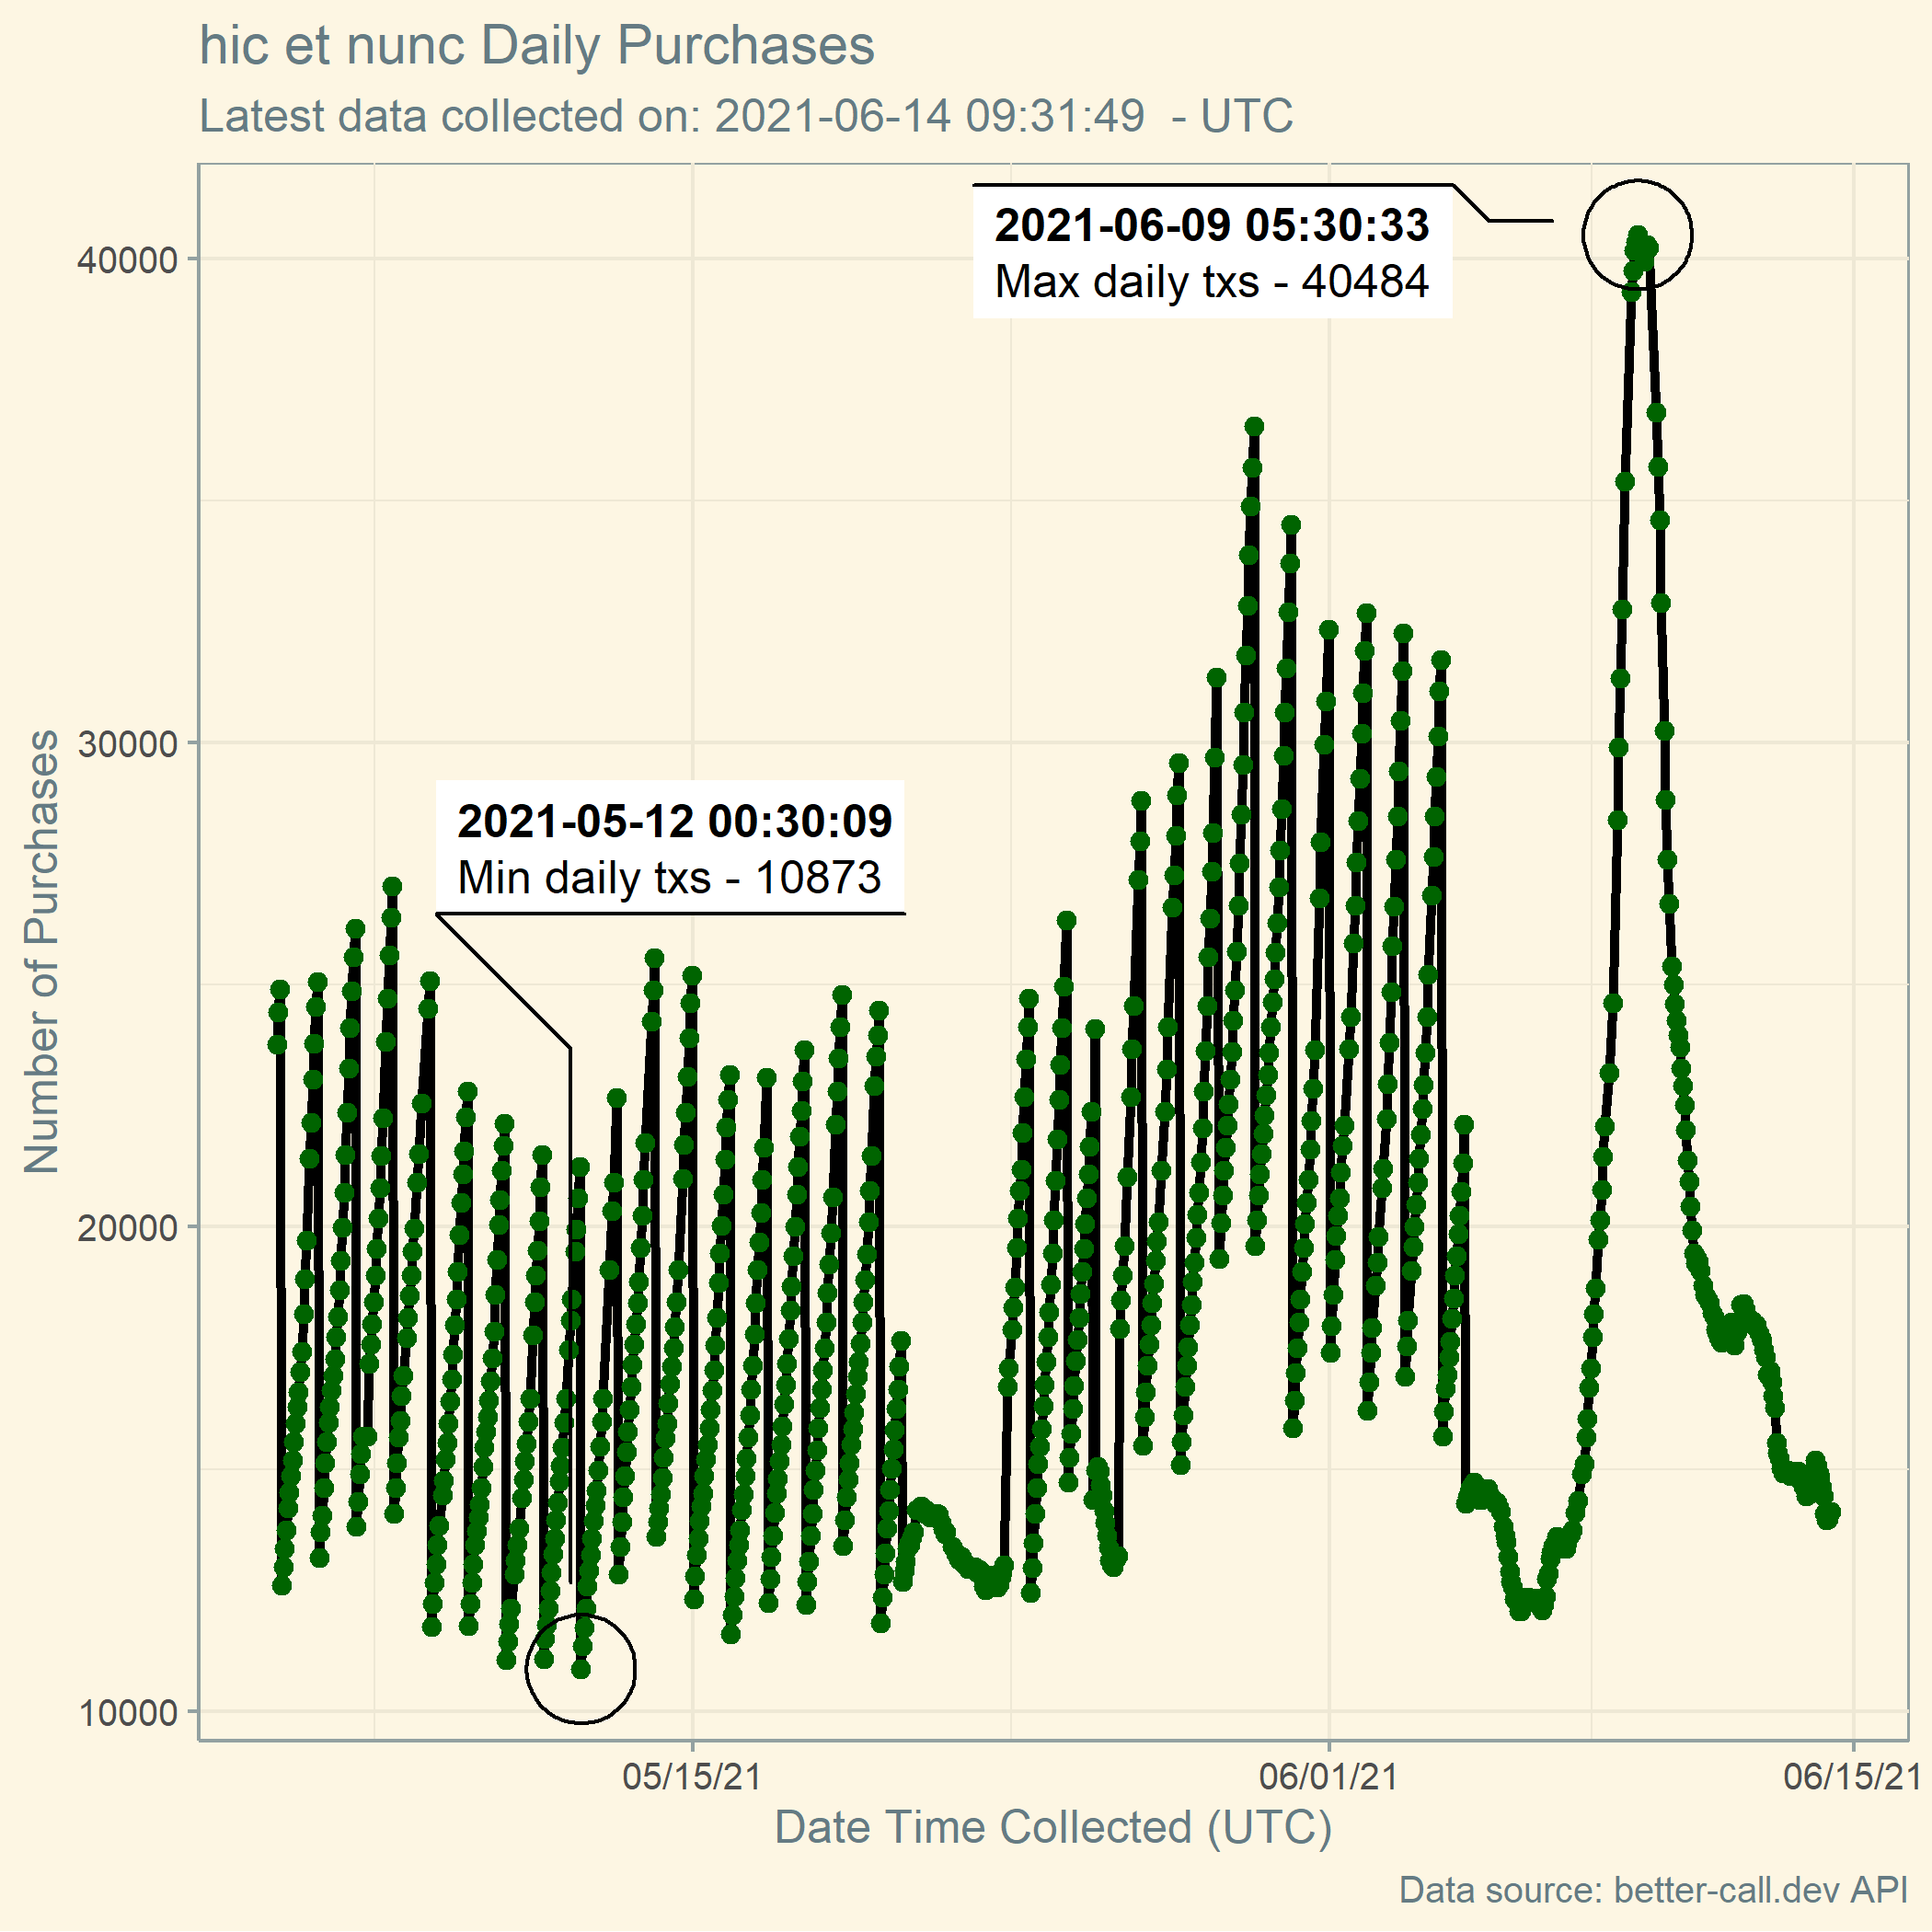 hic et nunc Daily Purchases
Latest data collected on: 2021-06-14 09:31:49  - UTC
2021-06-09 05:30:33
Max daily txs - 40484
40000
30000
2021-05-12 00:30:09
Min daily txs - 10873
Number of Purchases
20000
10000
05/15/21
06/01/21
06/15/21
Date Time Collected (UTC)
Data source: better-call.dev API